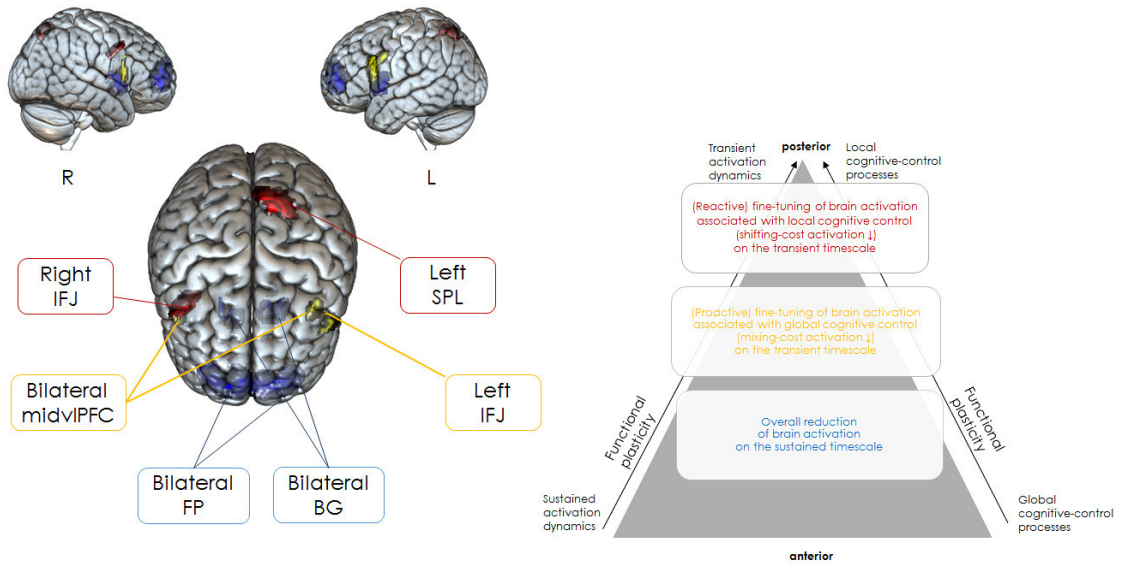 R
L
Right
IFJ
Left
SPL
Bilateral
midvlPFC
Left
IFJ
Bilateral
FP
Bilateral
BG
Transient
activation
dynamics
posterior
Local
cognitive-control
processes
(Reactive) fine-tuning of brain activation
associated with local cognitive control
(shifting-cost activation ↓)
on the transient timescale
(Proactive) fine-tuning of brain activation
associated with global cognitive control
(mixing-cost activation ↓)
on the transient timescale
Overall reduction
of brain activation
on the sustained timescale
Functional
plasticity
Functional
plasticity
Sustained
activation
dynamics
Global
cognitive-control
processes
anterior